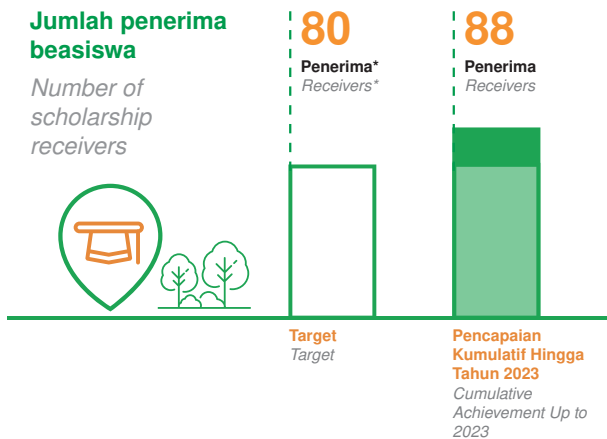 Jumlah penerima
beasiswa
Number of
scholarship
receivers
80
Penerima*
Receivers*
88
Penerima
Receivers
Target
Target
Pencapaian
Kumulatif Hingga
Tahun 2023
Cumulative
Achievement Up to
2023